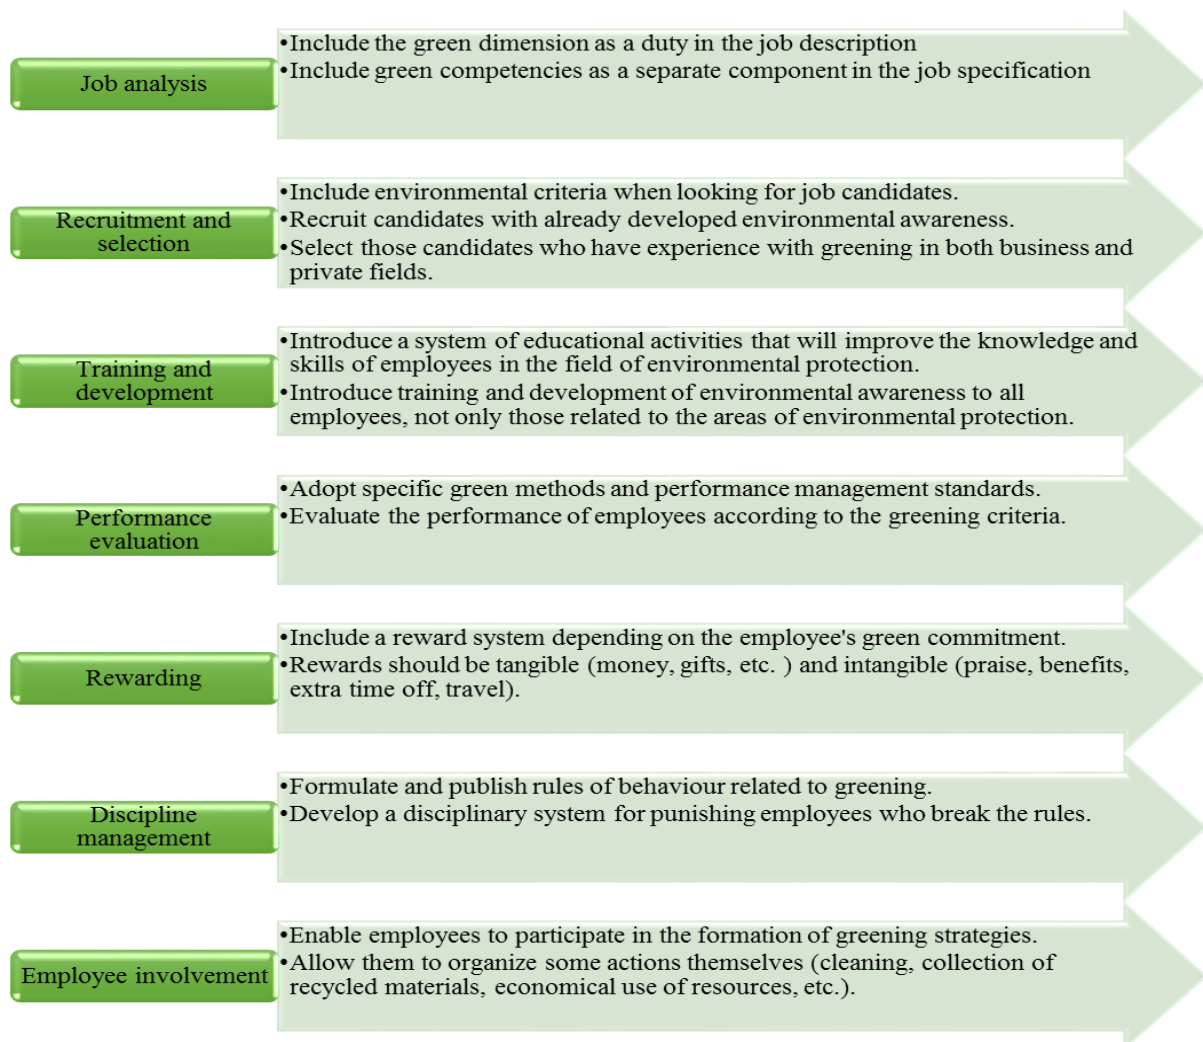 Job analysis
•Include the green dimension as a duty in the job description
•Include green competencies as a separate component in the job specification
Recruitment and
selection
•Include environmental criteria when looking for job candidates.
•Recruit candidates with already developed environmental awareness.
•Select those candidates who have experience with greening in both business and
private fields.
Training and
development
•Introduce a system of educational activities that will improve the knowledge and
skills of employees in the field of environmental protection.
•Introduce training and development of environmental awareness to all
employees, not only those related to the areas of environmental protection.
Performance
evaluation
•Adopt specific green methods and performance management standards.
•Evaluate the performance of employees according to the greening criteria.
Rewarding
•Include a reward system depending on the employee's green commitment.
•Rewards should be tangible (money, gifts, etc. ) and intangible (praise, benefits,
extra time off, travel).
Discipline
management
•Formulate and publish rules of behaviour related to greening.
•Develop a disciplinary system for punishing employees who break the rules.
Employee involvement
•Enable employees to participate in the formation of greening strategies.
•Allow them to organize some actions themselves (cleaning, collection of
recycled materials, economical use of resources, etc.).